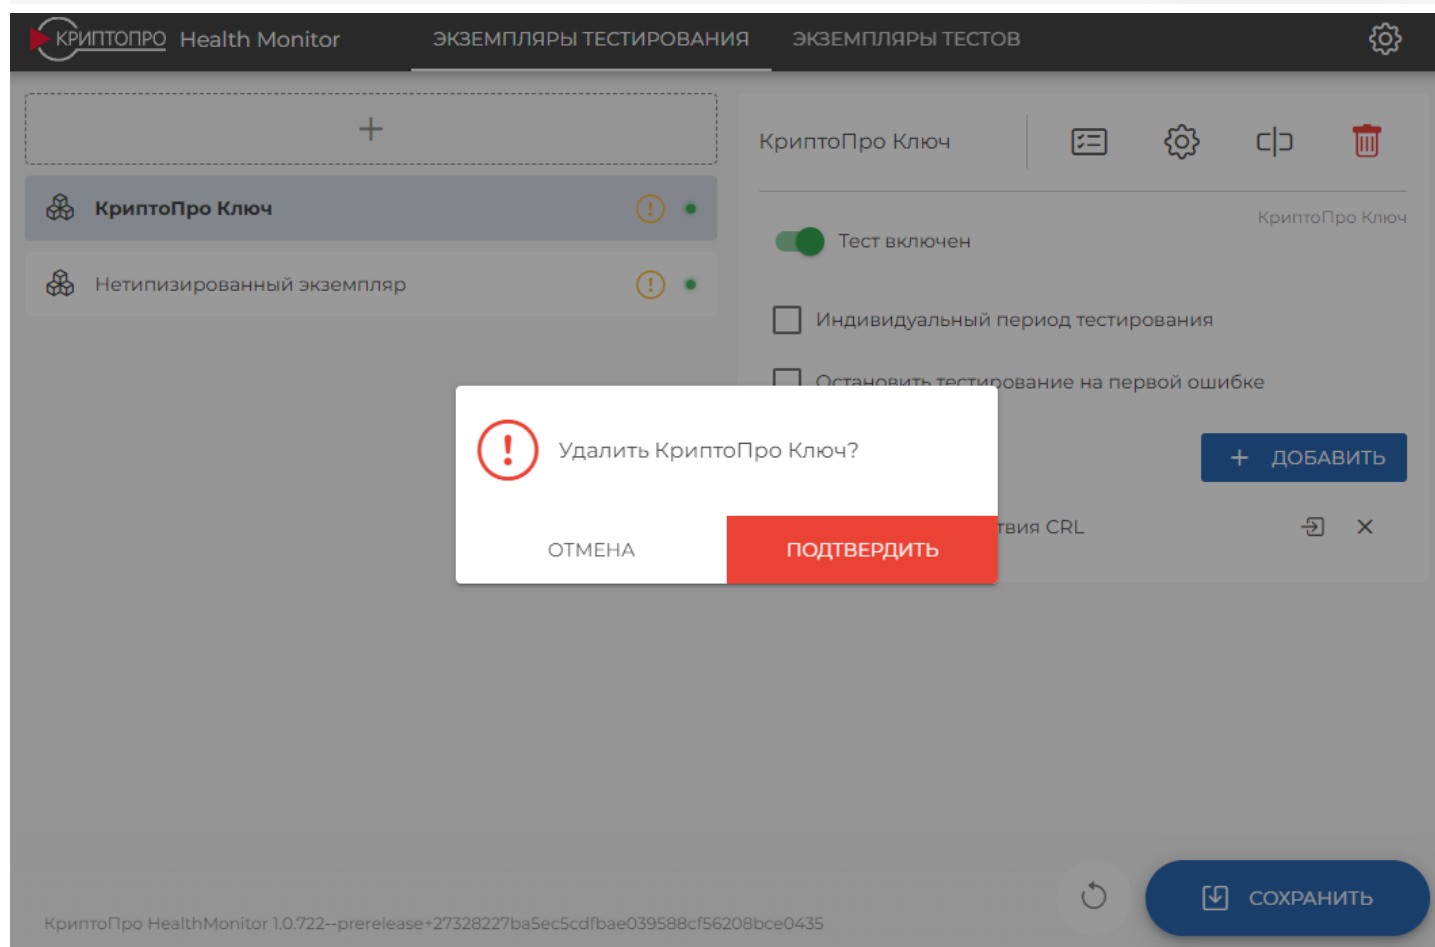 КРИПТОПРО Health Monitor ЭКЗЕМПЛЯРЫ ТЕСТИРОВАНИЯ ЭКЗЕМПЛЯРЫ ТЕСТОВ
+
КриптоПро Ключ
КриптоПро Ключ
КриптоПро Ключ
Тест включен
Нетипизированный экземпляр
Индивидуальный период тестирования
Остановить тестирование на первой ошибке
Удалить КриптоПро Ключ?
+ ДОБАВИТЬ
твия CRL
ОТМЕНА ПОДТВЕРДИТЬ
СОХРАНИТЬ
КриптоПро HealthMonitor 1.0.722--prerelease+27328227ba5ec5cdfbae039588cf56208bce0435